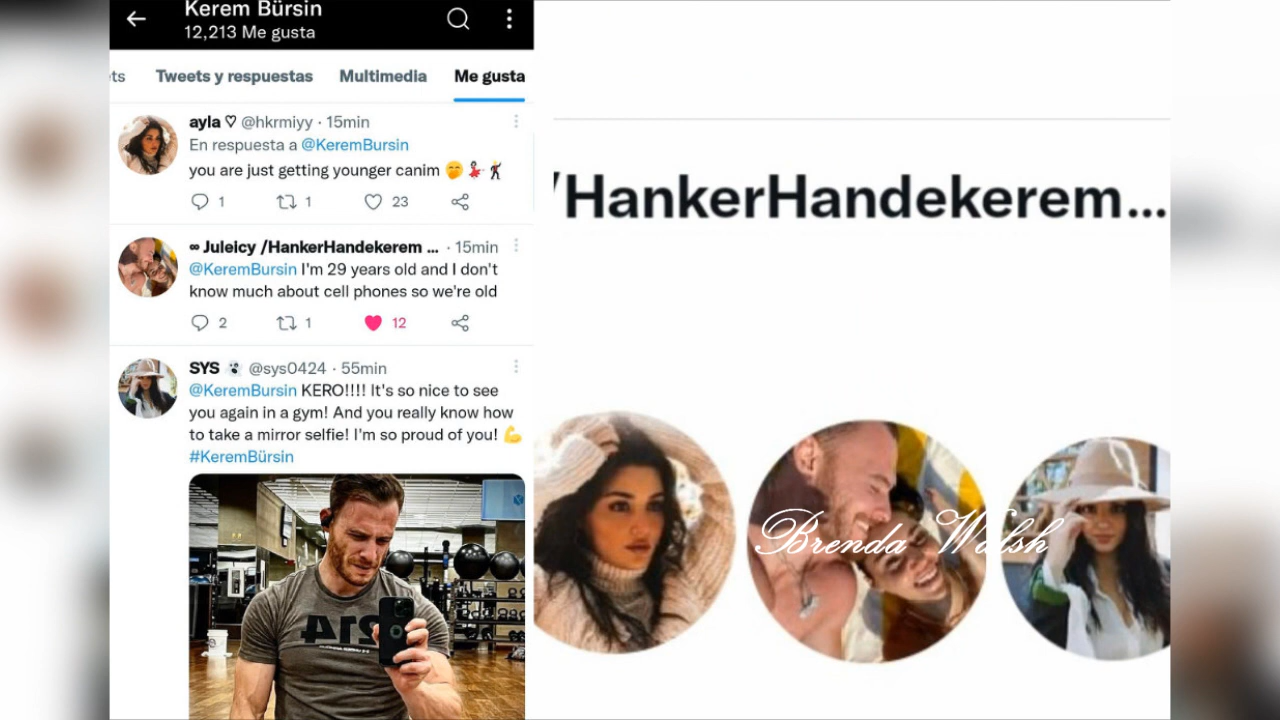 Kerem Bürsin
12,213 Me gusta
ts Tweets y respuestas Multimedia Me gusta
ayla ♡ @hkrmiyy · 15min
En respuesta a @KeremBursin
you are just getting younger canim 🤭💃🕺
1 1 23
∞ Juleicy /HankerHandekerem ... · 15min
@KeremBursin I'm 29 years old and I don't
know much about cell phones so we're old
2 1 12
SYS 👻 @sys0424 · 55min
@KeremBursin KERO!!!! It's so nice to see
you again in a gym! And you really know how
to take a mirror selfie! I'm so proud of you! 💪
#KeremBürsin
214
/HankerHandekerem...
Brenda Walsh